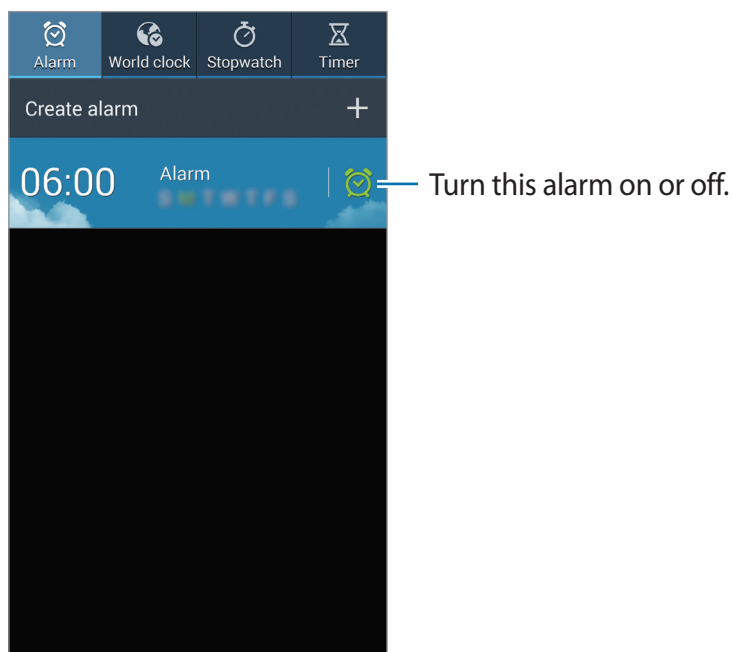 Alarm World clock Stopwatch Timer
Create alarm
06:00 Alarm
S M T W T F S
Turn this alarm on or off.